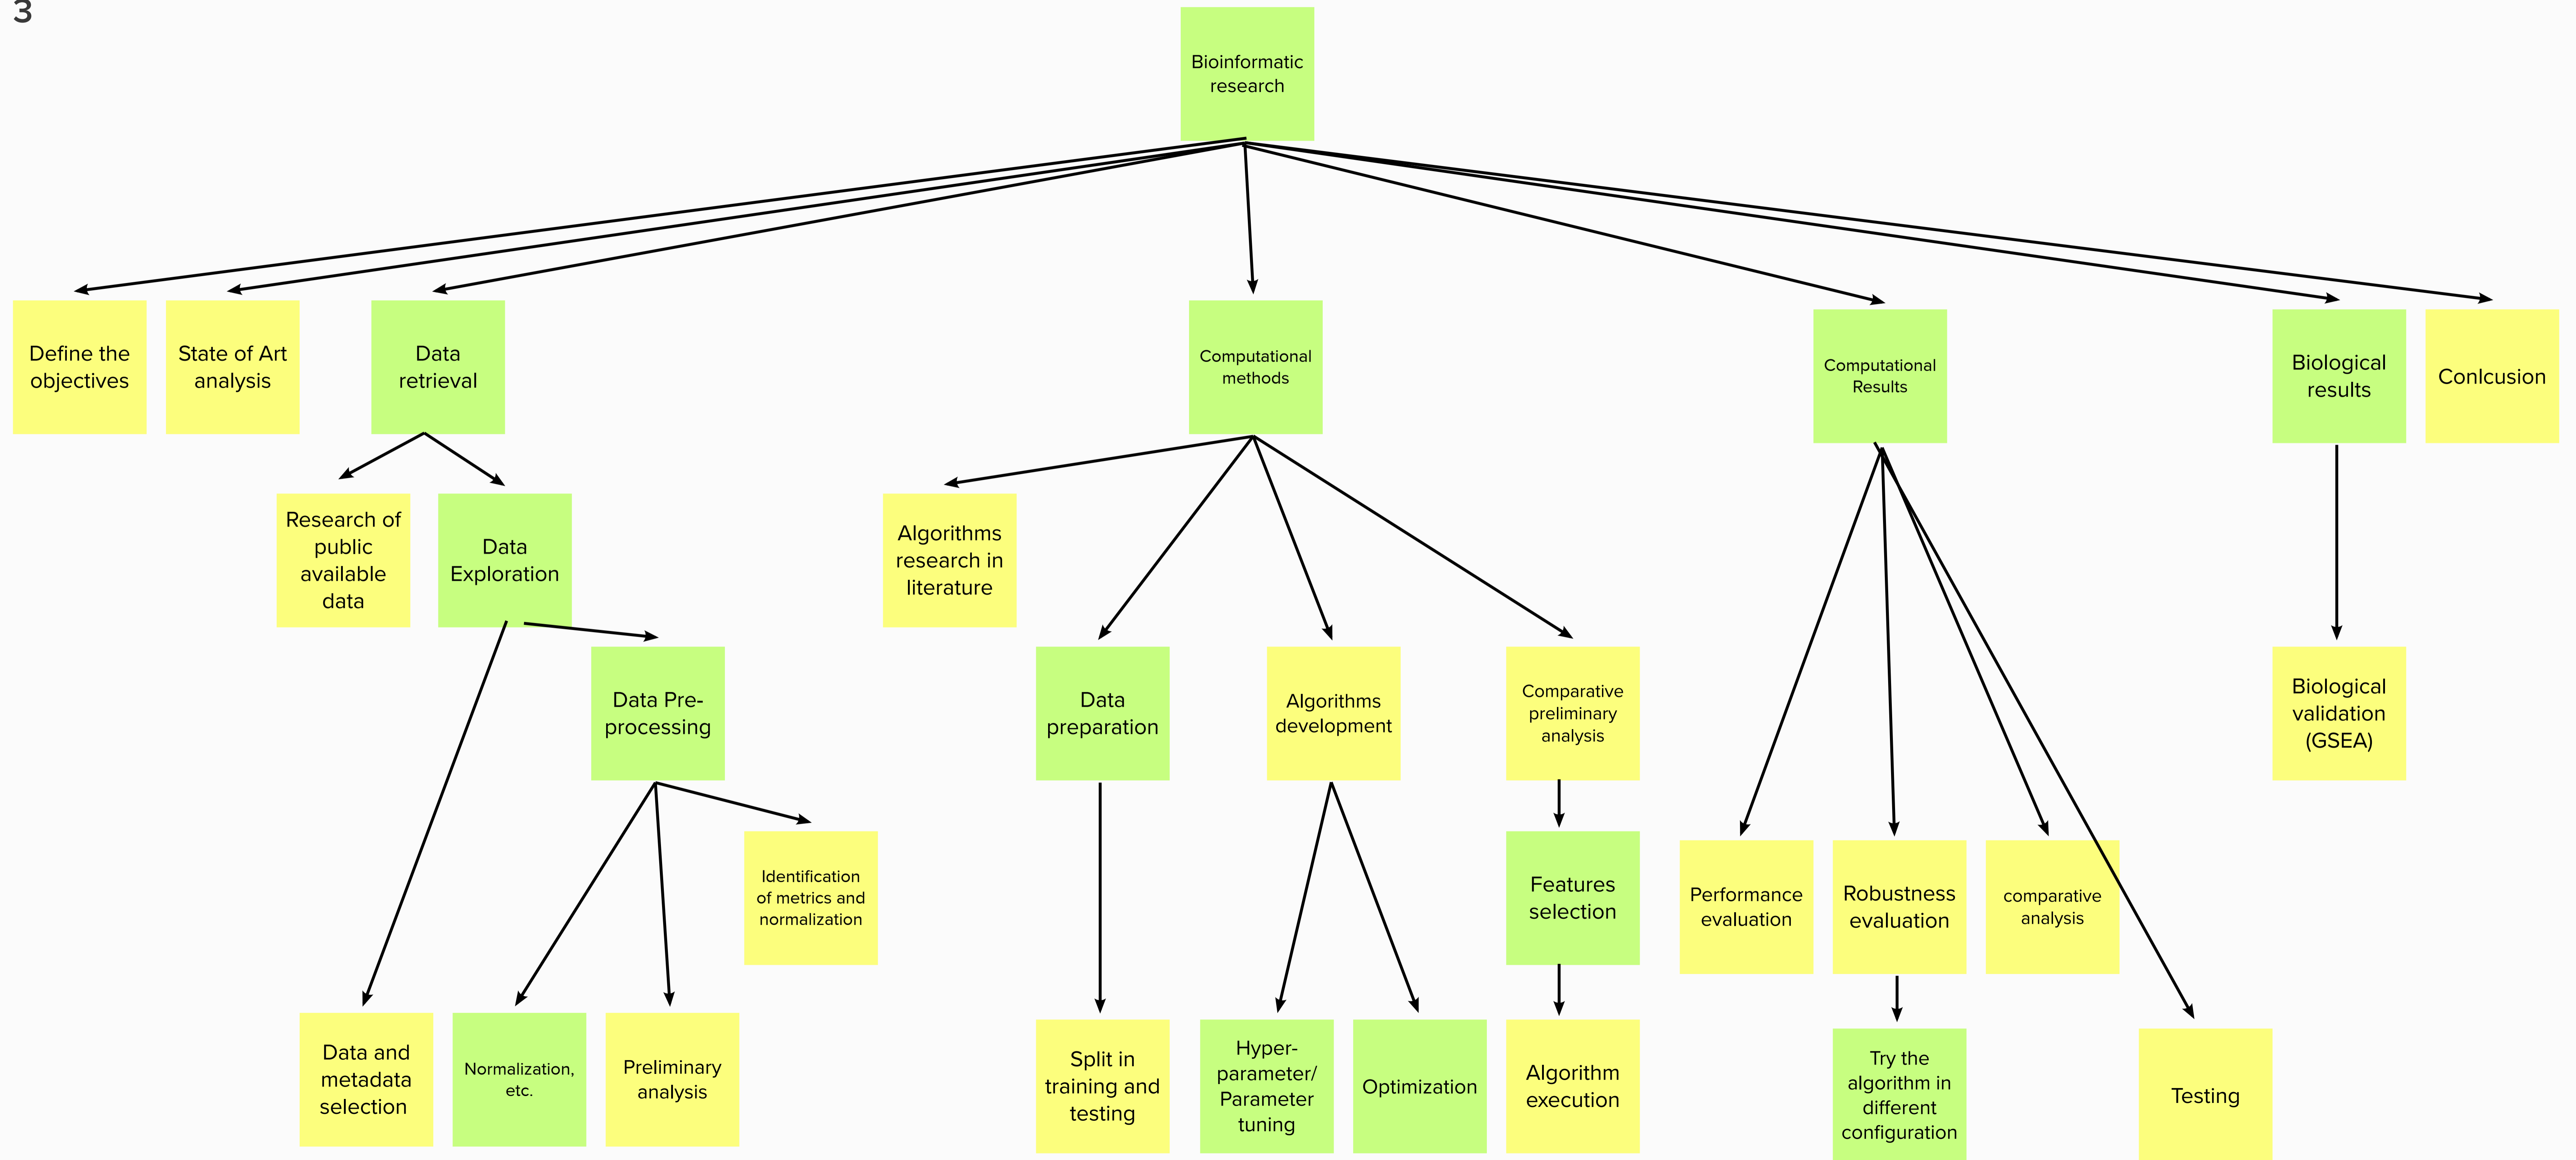 3
Bioinformatic
research
Define the
objectives
State of Art
analysis
Data
retrieval
Computational
methods
Computational
Results
Biological
results
Conlcusion
Research of
public
available
data
Data
Exploration
Algorithms
research in
literature
Data Pre-
processing
Data
preparation
Algorithms
development
Comparative
preliminary
analysis
Biological
validation
(GSEA)
Identification
of metrics and
normalization
Features
selection
Performance
evaluation
Robustness
evaluation
comparative
analysis
Data and
metadata
selection
Normalization,
etc.
Preliminary
analysis
Split in
training and
testing
Hyper-
parameter/
Parameter
tuning
Optimization
Algorithm
execution
Try the
algorithm in
different
configuration
Testing